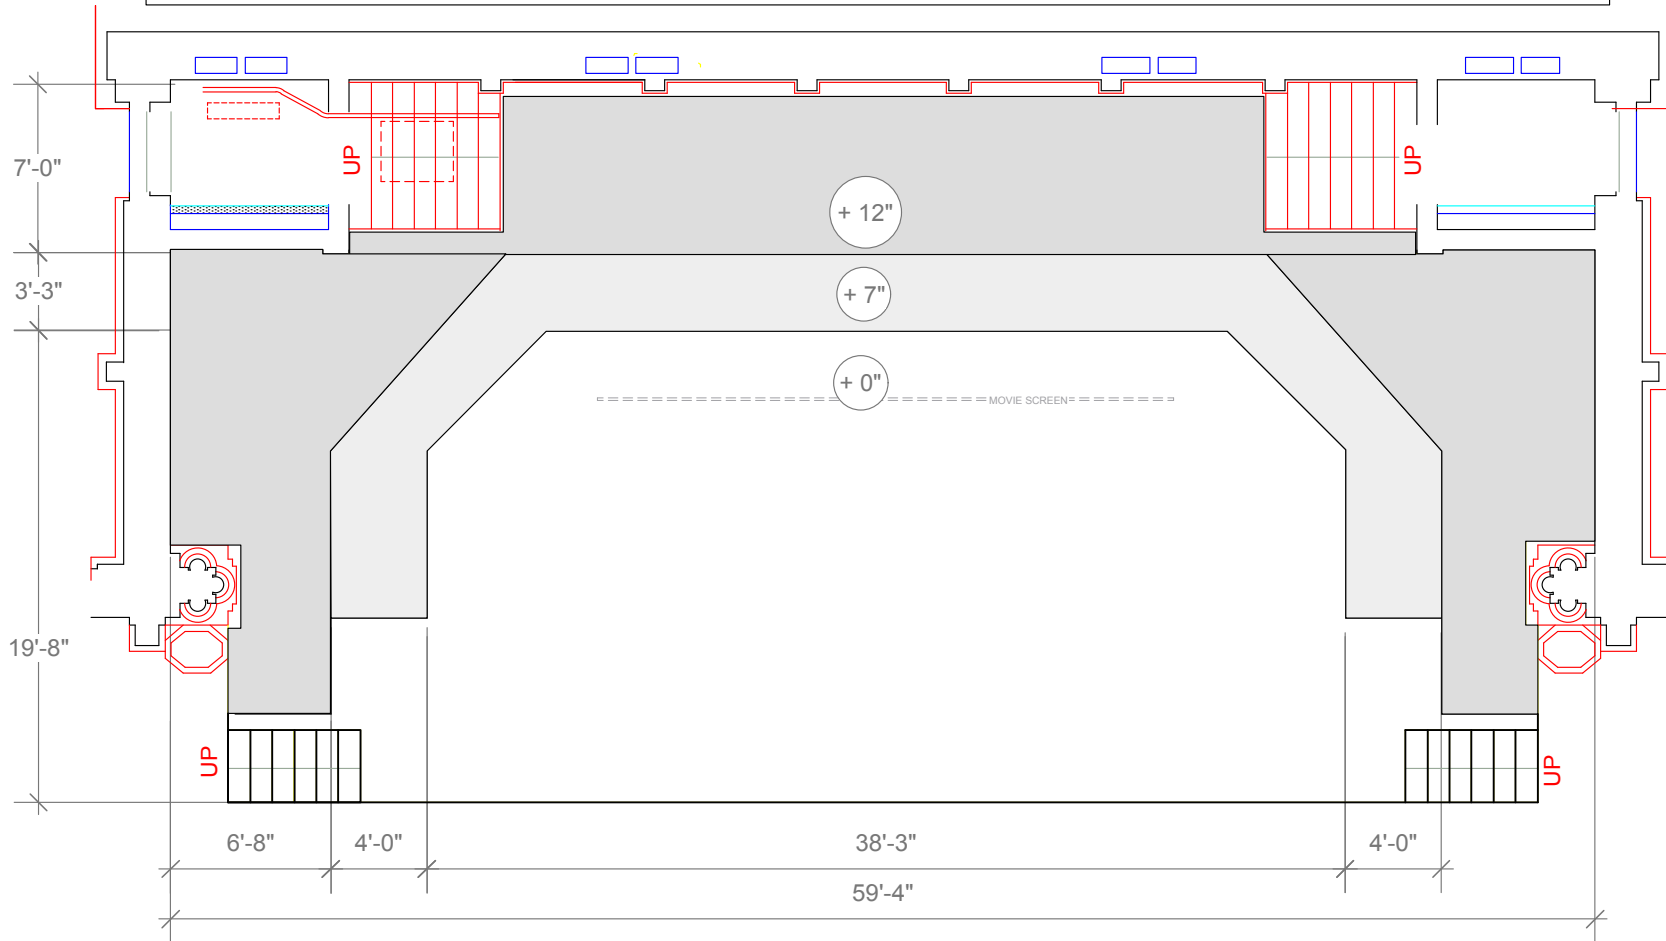 7'-0"
UP
UP
+ 12"
3'-3"
+ 7"
+ 0"
MOVIE SCREEN
19'-8"
UP
UP
6'-8"
4'-0"
38'-3"
4'-0"
59'-4"